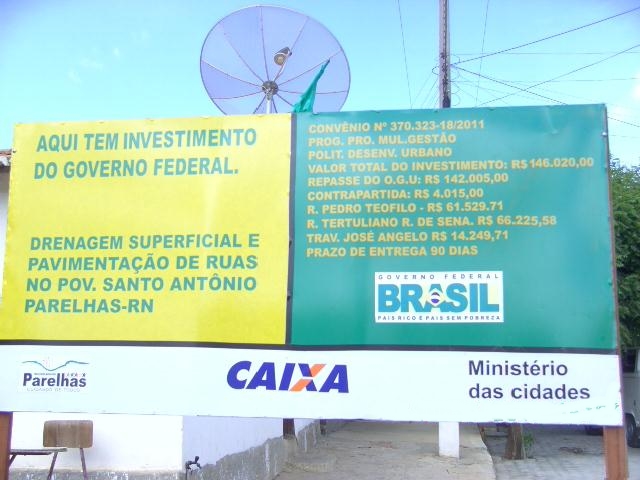 AQUI TEM INVESTIMENTO
DO GOVERNO FEDERAL.
DRENAGEM SUPERFICIAL E
PAVIMENTAÇÃO DE RUAS
NO POV. SANTO ANTÔNIO
PARELHAS-RN
CONVÊNIO Nº 370.323-18/2011
PROG. PRO. MUL.GESTÃO
POLIT. DESENV. URBANO
VALOR TOTAL DO INVESTIMENTO: R$ 146.020,00
REPASSE DO O.G.U: R$ 142.005,00
CONTRAPARTIDA: R$ 4.015,00
R. PEDRO TEOFILO - R$ 61.529.71
R. TERTULIANO R. DE SENA. R$ 66.225,58
TRAV. JOSÉ ANGELO R$ 14.249,71
PRAZO DE ENTREGA 90 DIAS
GOVERNO FEDERAL
BRASIL
PAÍS RICO É PAÍS SEM POBREZA
Parelhas
CAIXA
Ministério
das cidades